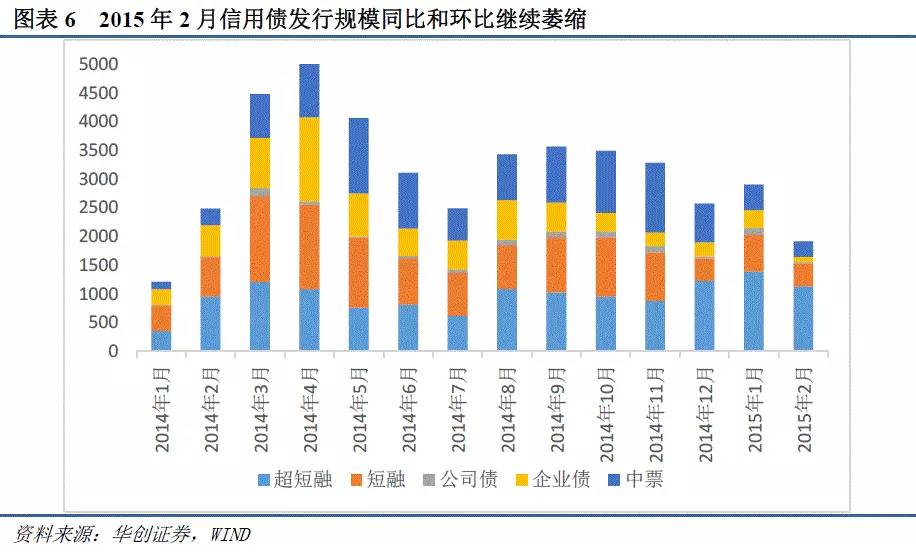 图表 6 2015 年 2 月信用债发行规模同比和环比继续萎缩
5000
4500
4000
3500
3000
2500
2000
1500
1000
500
0
2014年1月
2014年2月
2014年3月
2014年4月
2014年5月
2014年6月
2014年7月
2014年8月
2014年9月
2014年10月
2014年11月
2014年12月
2015年1月
2015年2月
超短融 短融 公司债 企业债 中票
资料来源：华创证券，WIND